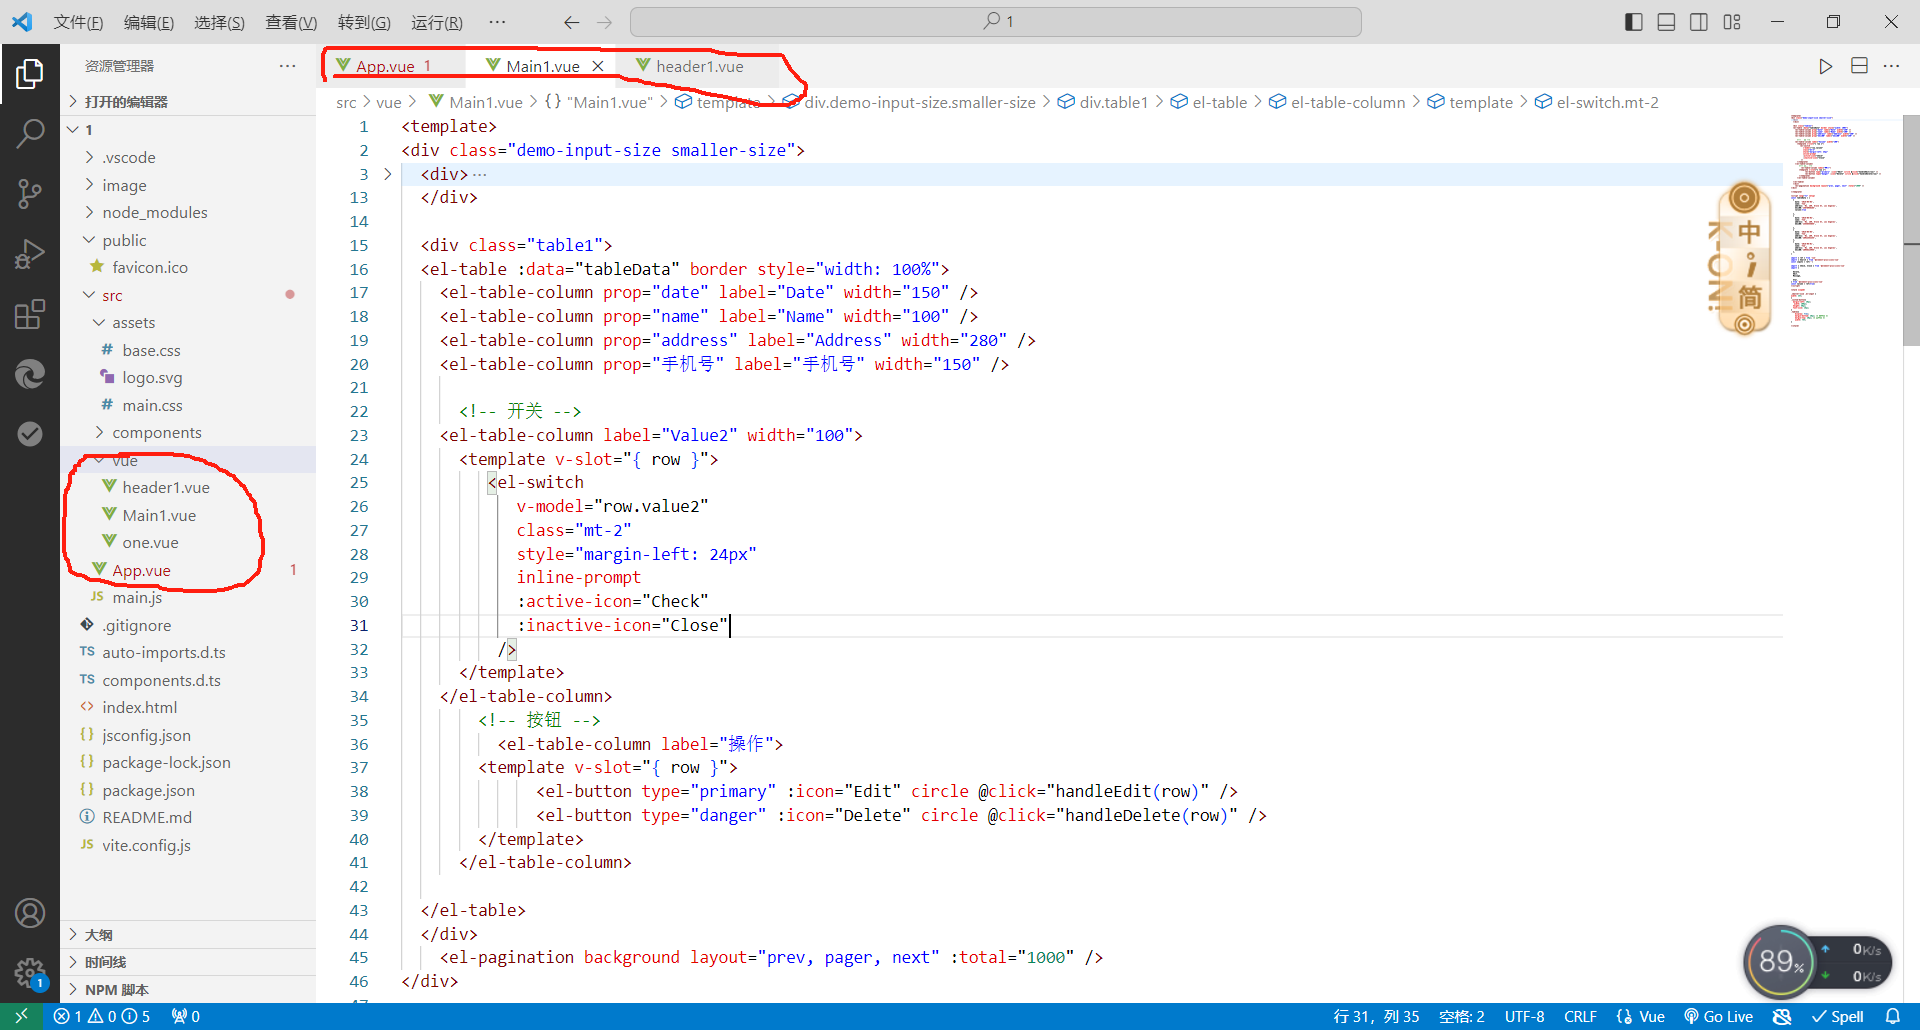 文件(F) 编辑(E) 选择(S) 查看(V) 转到(G) 运行(R) ··· 1
资源管理器 ···
打开的编辑器
1
.vscode
image
node_modules
public
favicon.ico
src
assets
base.css
logo.svg
main.css
components
vue
header1.vue
Main1.vue
one.vue
App.vue 1
main.js
.gitignore
auto-imports.d.ts
components.d.ts
index.html
jsconfig.json
package-lock.json
package.json
README.md
vite.config.js
大纲
时间线
NPM 脚本
App.vue 1 Main1.vue header1.vue
src > vue > Main1.vue > {} "Main1.vue" > template > div.demo-input-size.smaller-size > div.table1 > el-table > el-table-column > template > el-switch.mt-2
1 <template>
2 <div class="demo-input-size smaller-size">
3 <div>···
13 </div>
14
15 <div class="table1">
16 <el-table :data="tableData" border style="width: 100%">
17 <el-table-column prop="date" label="Date" width="150" />
18 <el-table-column prop="name" label="Name" width="100" />
19 <el-table-column prop="address" label="Address" width="280" />
20 <el-table-column prop="手机号" label="手机号" width="150" />
21
22 <!-- 开关 -->
23 <el-table-column label="Value2" width="100">
24 <template v-slot="{ row }">
25 <el-switch
26 v-model="row.value2"
27 class="mt-2"
28 style="margin-left: 24px"
29 inline-prompt
30 :active-icon="Check"
31 :inactive-icon="Close"
32 />
33 </template>
34 </el-table-column>
35 <!-- 按钮 -->
36 <el-table-column label="操作">
37 <template v-slot="{ row }">
38 <el-button type="primary" :icon="Edit" circle @click="handleEdit(row)" />
39 <el-button type="danger" :icon="Delete" circle @click="handleDelete(row)" />
40 </template>
41 </el-table-column>
42
43 </el-table>
44 </div>
45 <el-pagination background layout="prev, pager, next" :total="1000" />
46 </div>
中
简
89%
0K/s
0K/s
1
1 0 5 0
行 31, 列 35 空格: 2 UTF-8 CRLF {} Vue Go Live Spell